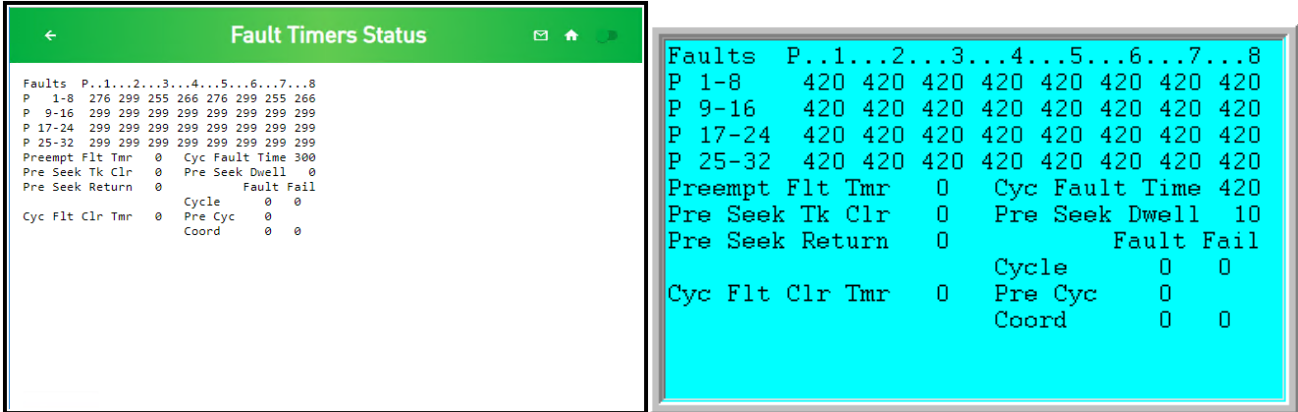 Fault Timers Status
Faults  P..1...2...3...4...5...6...7...8
P   1-8  276 299 255 266 276 299 255 266
P  9-16  299 299 299 299 299 299 299 299
P 17-24  299 299 299 299 299 299 299 299
P 25-32  299 299 299 299 299 299 299 299
Preempt Flt Tmr   0   Cyc Fault Time 300
Pre Seek Tk Clr   0   Pre Seek Dwell   0
Pre Seek Return   0           Fault Fail
Cycle      0   0
Cyc Flt Clr Tmr   0   Pre Cyc    0
Coord      0   0
Faults  P..1...2...3...4...5...6...7...8
P 1-8    420 420 420 420 420 420 420 420
P 9-16   420 420 420 420 420 420 420 420
P 17-24  420 420 420 420 420 420 420 420
P 25-32  420 420 420 420 420 420 420 420
Preempt Flt Tmr   0   Cyc Fault Time 420
Pre Seek Tk Clr   0   Pre Seek Dwell  10
Pre Seek Return   0           Fault Fail
Cycle      0   0
Cyc Flt Clr Tmr   0   Pre Cyc    0
Coord      0   0